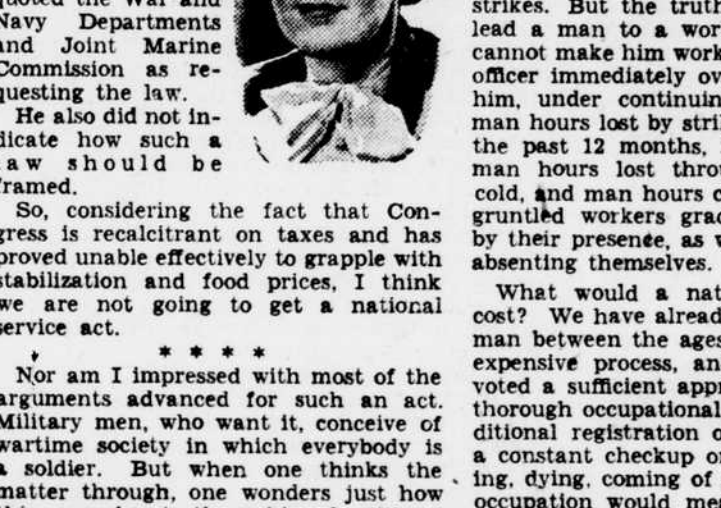 quoted the War and
Navy Departments
and Joint Marine
Commission as re-
questing the law.
He also did not in-
dicate how such a
law should be
framed.
So, considering the fact that Con-
gress is recalcitrant on taxes and has
proved unable effectively to grapple with
stabilization and food prices, I think
we are not going to get a national
service act.
* * * *
Nor am I impressed with most of the
arguments advanced for such an act.
Military men, who want it, conceive of
wartime society in which everybody is
a soldier. But when one thinks the
matter through, one wonders just how
strikes. But the truth
lead a man to a wor
cannot make him work
officer immediately ov
him, under continuin
man hours lost by stri
the past 12 months,
man hours lost throu
cold, and man hours o
gruntled workers grad
by their presence, as w
absenting themselves.
What would a nat
cost? We have alread
man between the ages
expensive process, an
voted a sufficient appr
thorough occupational
ditional registration o
a constant checkup o
ing, dying, coming of
occupation would me